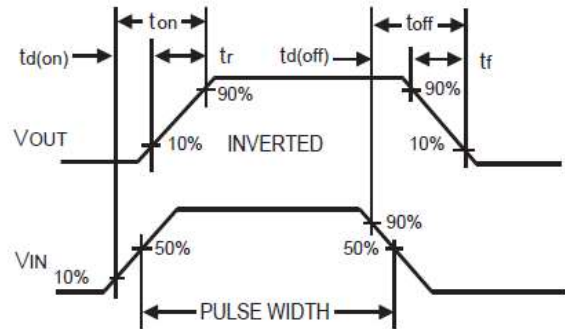 ton toff
td(on) tr td(off) tf
90% 90%
VOUT 10% INVERTED 10%
90%
VIN 10% 50% 50%
PULSE WIDTH